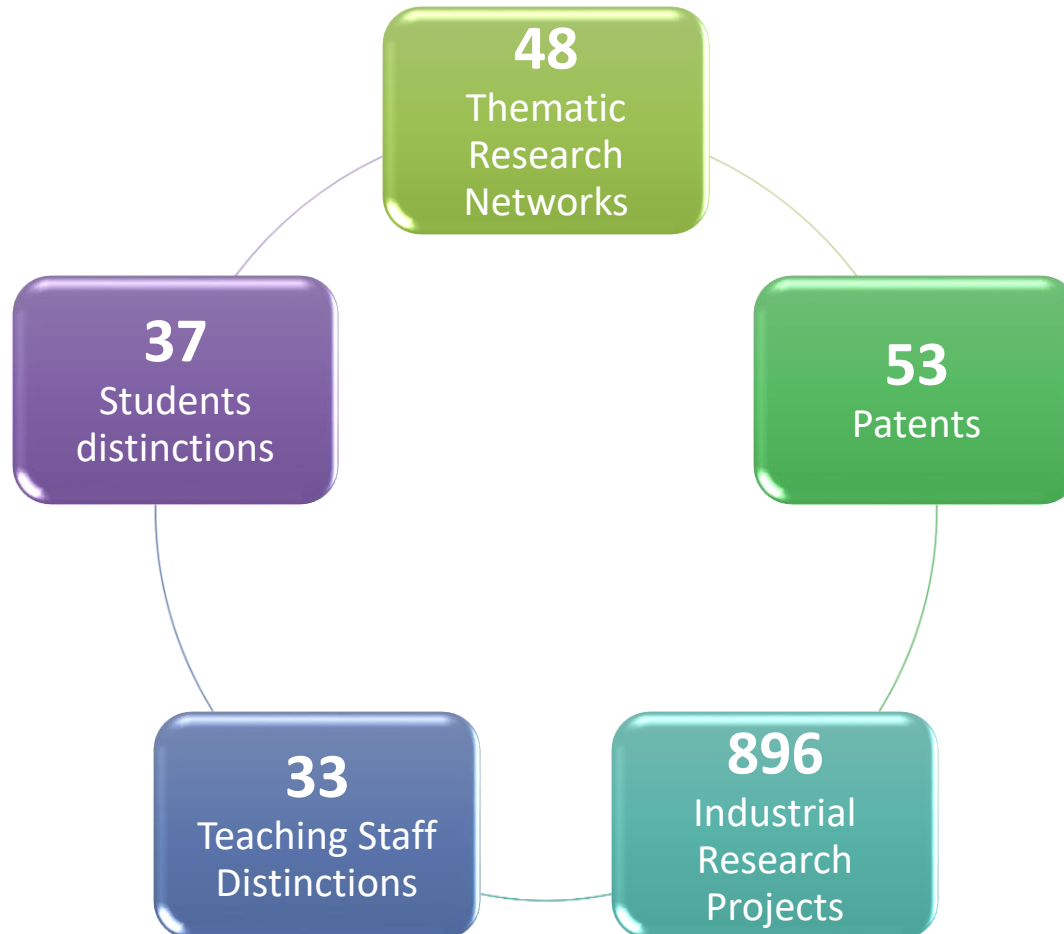 48
Thematic
Research
Networks
53
Patents
896
Industrial
Research
Projects
33
Teaching Staff
Distinctions
37
Students
distinctions